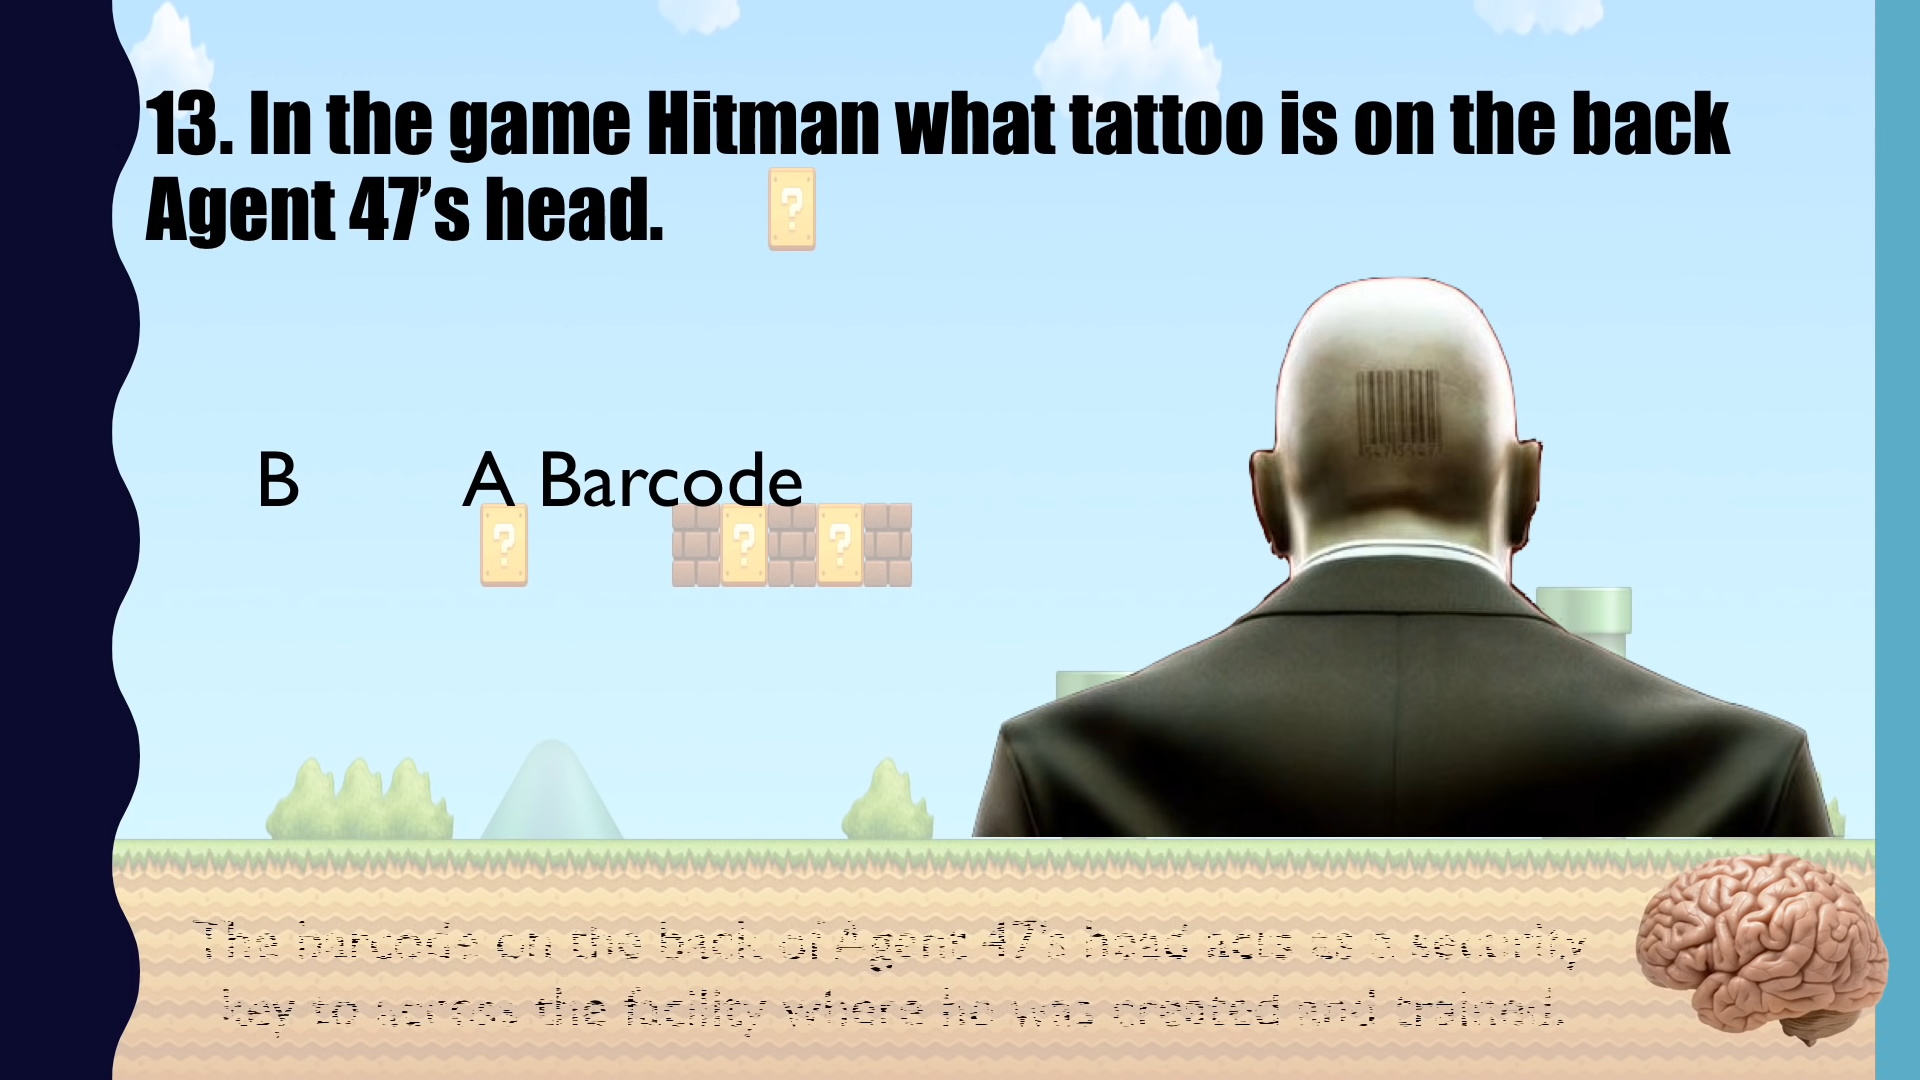 13. In the game Hitman what tattoo is on the back
Agent 47’s head.
B A Barcode
The barcode on the back of Agent 47's head acts as a security
key to across the facility where he was created and trained.